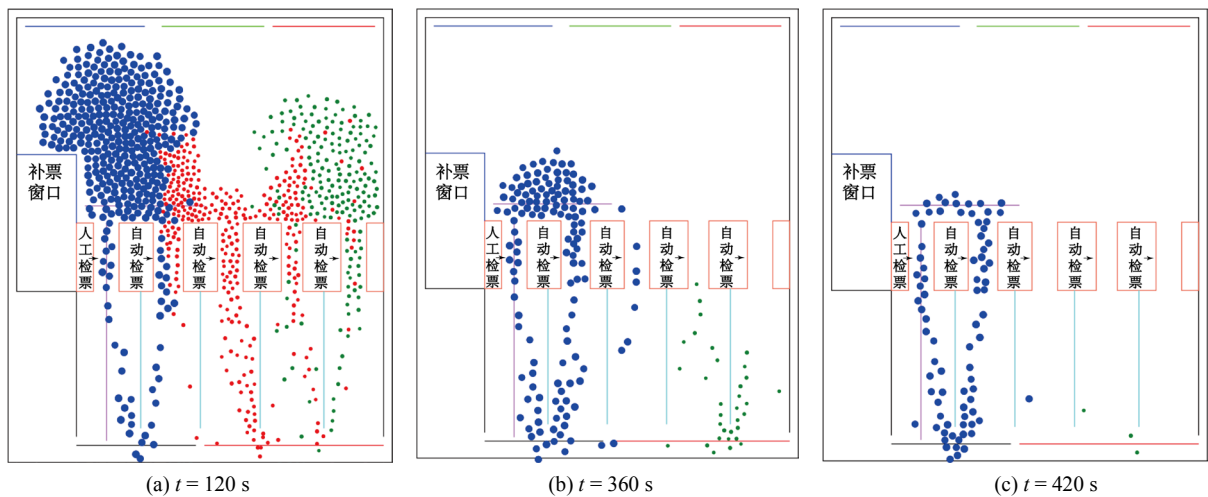 补票
窗口
人工检票
自动检票
自动检票
自动检票
自动检票
(a) t = 120 s
补票
窗口
人工检票
自动检票
自动检票
自动检票
自动检票
(b) t = 360 s
补票
窗口
人工检票
自动检票
自动检票
自动检票
自动检票
(c) t = 420 s